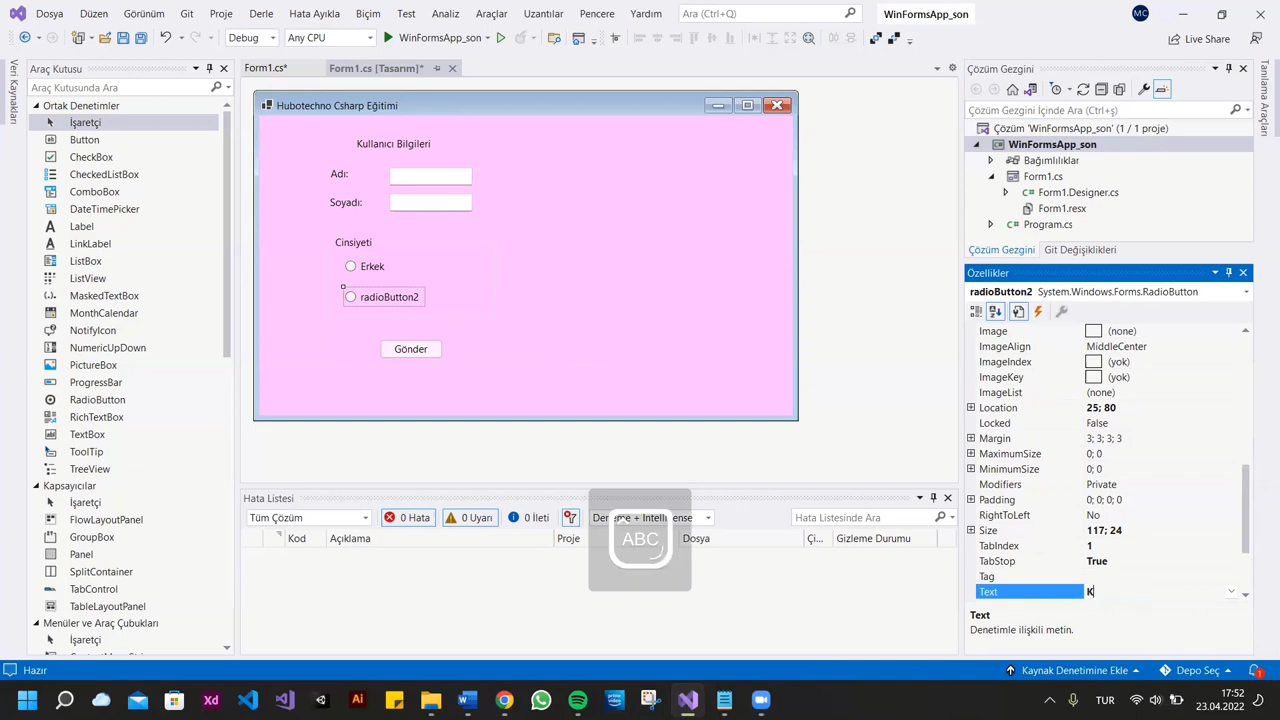 Dosya Düzen Görünüm Git Proje Derle Hata Ayıkla Biçim Test Analiz Araçlar Uzantılar Pencere Yardım Ara (Ctrl+Q) WinFormsApp_son MC
Debug Any CPU WinFormsApp_son Live Share
Veri Kaynakları
Araç Kutusu
Araç Kutusunda Ara
Ortak Denetimler
İşaretçi
Button
CheckBox
CheckedListBox
ComboBox
DateTimePicker
Label
LinkLabel
ListBox
ListView
MaskedTextBox
MonthCalendar
NotifyIcon
NumericUpDown
PictureBox
ProgressBar
RadioButton
RichTextBox
TextBox
ToolTip
TreeView
Kapsayıcılar
İşaretçi
FlowLayoutPanel
GroupBox
Panel
SplitContainer
TabControl
TableLayoutPanel
Menüler ve Araç Çubukları
İşaretçi
Form1.cs* Form1.cs [Tasarım]*
Hubotechno Csharp Eğitimi
Kullanıcı Bilgileri
Adı:
Soyadı:
Cinsiyeti
Erkek
radioButton2
Gönder
Hata Listesi
Tüm Çözüm 0 Hata 0 Uyarı 0 İleti Hata Listesinde Ara
Kod Açıklama Proje Dosya Çi... Gizleme Durumu
ABC
Çözüm Gezgini
Çözüm Gezgini İçinde Ara (Ctrl+ş)
Çözüm 'WinFormsApp_son' (1 / 1 proje)
WinFormsApp_son
Bağımlılıklar
Form1.cs
Form1.Designer.cs
Form1.resx
Program.cs
Çözüm Gezgini Git Değişiklikleri
Özellikler
radioButton2 System.Windows.Forms.RadioButton
Image (none)
ImageAlign MiddleCenter
ImageIndex (yok)
ImageKey (yok)
ImageList (none)
Location 25; 80
Locked False
Margin 3; 3; 3; 3
MaximumSize 0; 0
MinimumSize 0; 0
Modifiers Private
Padding 0; 0; 0; 0
RightToLeft No
Size 117; 24
TabIndex 1
TabStop True
Tag
Text K
Text
Denetimle ilişkili metin.
Tanılama Araçları
Hazır Kaynak Denetimine Ekle Depo Seç 1
Xd Ai TUR 17:52
23.04.2022